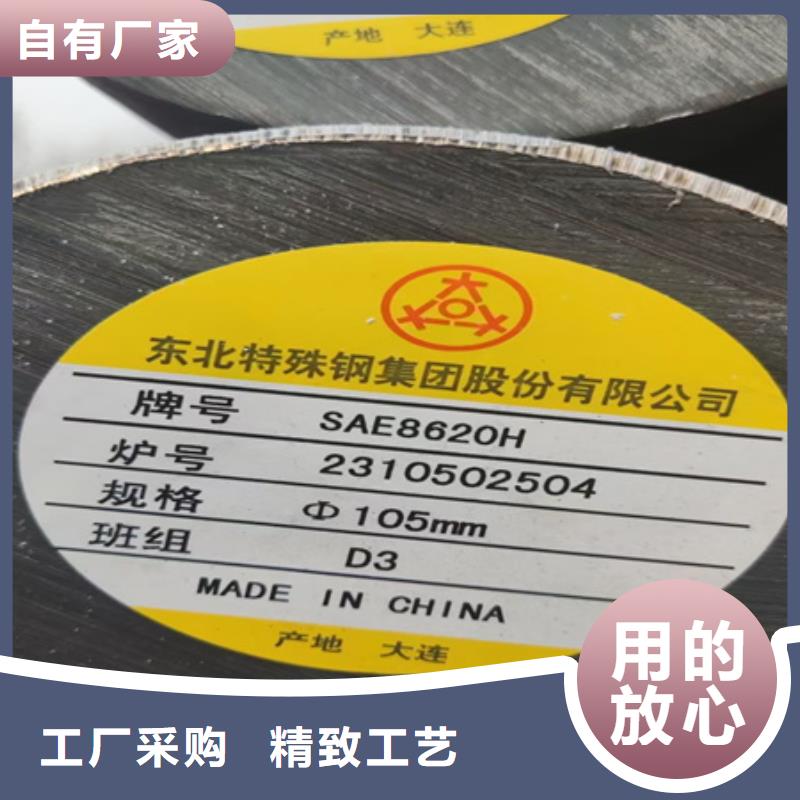 自有厂家
产地 大连
东北特殊钢集团股份有限公司
牌号 SAE8620H
炉号 2310502504
规格 Φ105mm
班组 D3
MADE IN CHINA
产地 大连
用的
放心
工厂采购 精致工艺